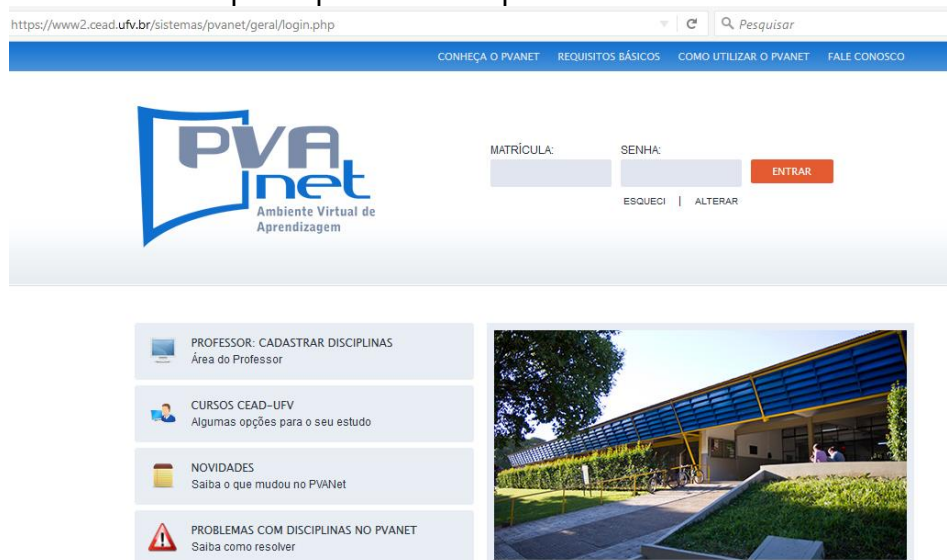 https://www2.cead.ufv.br/sistemas/pvanet/geral/login.php
Pesquisar
CONHEÇA O PVANET REQUISITOS BÁSICOS COMO UTILIZAR O PVANET FALE CONOSCO
PVA
net
Ambiente Virtual de
Aprendizagem
MATRÍCULA: SENHA:
ENTRAR
ESQUECI | ALTERAR
PROFESSOR: CADASTRAR DISCIPLINAS
Área do Professor
CURSOS CEAD-UFV
Algumas opções para o seu estudo
NOVIDADES
Saiba o que mudou no PVANet
PROBLEMAS COM DISCIPLINAS NO PVANET
Saiba como resolver